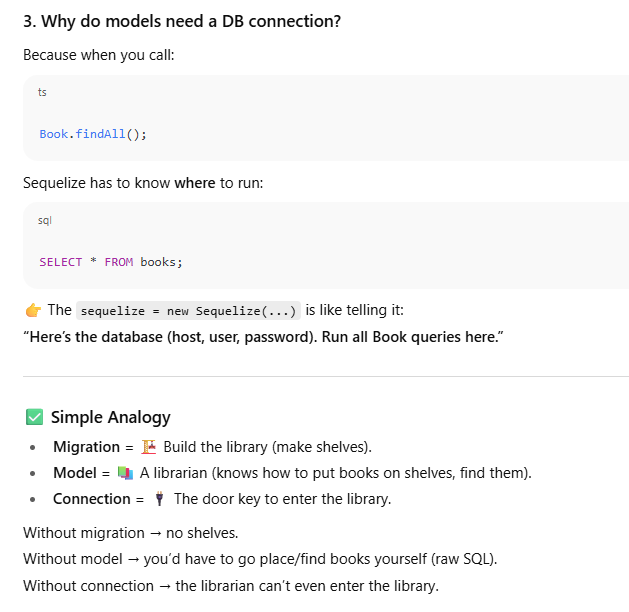 3. Why do models need a DB connection?
Because when you call:
ts
Book.findAll();
Sequelize has to know where to run:
sql
SELECT * FROM books;
👉 The sequelize = new Sequelize(...) is like telling it:
“Here’s the database (host, user, password). Run all Book queries here.”
✅ Simple Analogy
• Migration = 🏗️ Build the library (make shelves).
• Model = 📚 A librarian (knows how to put books on shelves, find them).
• Connection = 🔌 The door key to enter the library.
Without migration → no shelves.
Without model → you’d have to go place/find books yourself (raw SQL).
Without connection → the librarian can’t even enter the library.